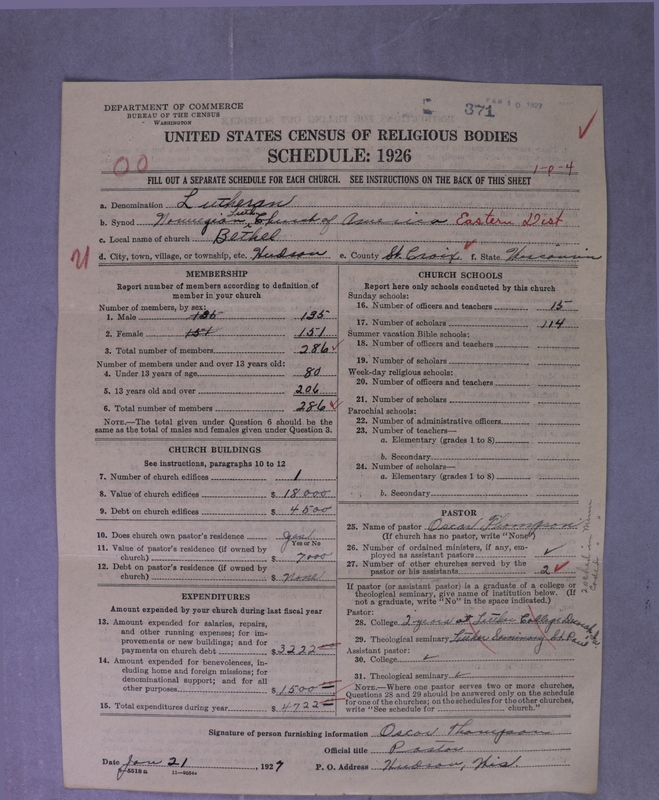 DEPARTMENT OF COMMERCE
BUREAU OF THE CENSUS
WASHINGTON
371
UNITED STATES CENSUS OF RELIGIOUS BODIES
SCHEDULE: 1926
1-0-4
FILL OUT A SEPARATE SCHEDULE FOR EACH CHURCH. SEE INSTRUCTIONS ON THE BACK OF THIS SHEET
a. Denomination Lutheran
b. Synod Norwegian Luth. Church of America Eastern Dist
c. Local name of church Bethel
d. City, town, village, or township, etc. Hudson e. County St. Croix f. State Wisconsin
MEMBERSHIP
Report number of members according to definition of member in your church
Number of members, by sex:
1. Male 135
2. Female 151 151
3. Total number of members 286
Number of members under and over 13 years old:
4. Under 13 years of age 80
5. 13 years old and over 206
6. Total number of members 286
NOTE.—The total given under Question 6 should be
same as the total of males and females given under Question 3.
CHURCH BUILDINGS
See instructions, paragraphs 10 to 12
7. Number of church edifices 1
8. Value of church edifices $ 18000
9. Debt on church edifices $ 4500
10. Does church own pastor's residence? Yes
Yes or No
11. Value of pastor's residence (if owned by
church) $ 7000
12. Debt on pastor's residence (if owned by
church) $ None
EXPENDITURES
Amount expended by your church during last fiscal year
13. Amount expended for salaries, repairs,
and other running expenses; for im-
provements or new buildings; and for
payments on church debt $ 3222
14. Amount expended for benevolences, in-
cluding home and foreign missions; for
denominational support; and for all
other purposes $ 1500
15. Total expenditures during year $ 4722
CHURCH SCHOOLS
Report here only schools conducted by this church
Sunday schools:
16. Number of officers and teachers 15
17. Number of scholars 114
Summer vacation Bible schools:
18. Number of officers and teachers
19. Number of scholars
Week-day religious schools:
20. Number of officers and teachers
21. Number of scholars
Parochial schools:
22. Number of administrative officers
23. Number of teachers—
a. Elementary (grades 1 to 8)
b. Secondary
24. Number of scholars—
a. Elementary (grades 1 to 8)
b. Secondary
PASTOR
25. Name of pastor Oscar Thompson
(If church has no pastor, write "None")
26. Number of ordained ministers, if any, em-
ployed as assistant pastors
27. Number of other churches served by the
pastor or his assistants 2
If pastor (or assistant pastor) is a graduate of a college or
theological seminary, give name of institution below. (If
not a graduate, write "No" in the space indicated.)
Pastor:
28. College 2 years at Luther College Decorah
29. Theological seminary Luther Seminary St. Paul
Assistant pastor:
30. College
31. Theological seminary
NOTE.—Where one pastor serves two or more churches,
Questions 28 and 29 should be answered only on the schedule
for one of the churches; on the schedules for the other churches,
write "See schedule for church."
Signature of person furnishing information Oscar Thompson
Official title Pastor
Date Jan 21, 1927 P. O. Address Hudson, Wis.